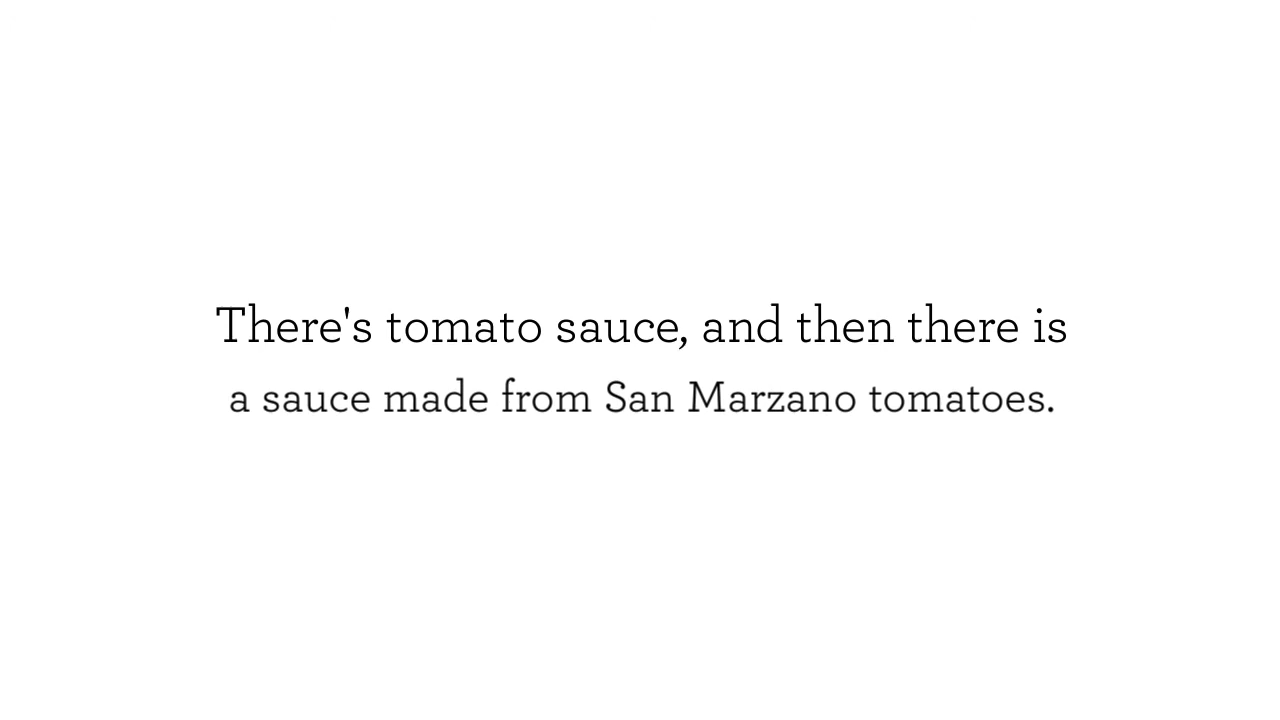 There's tomato sauce, and then there is
a sauce made from San Marzano tomatoes.